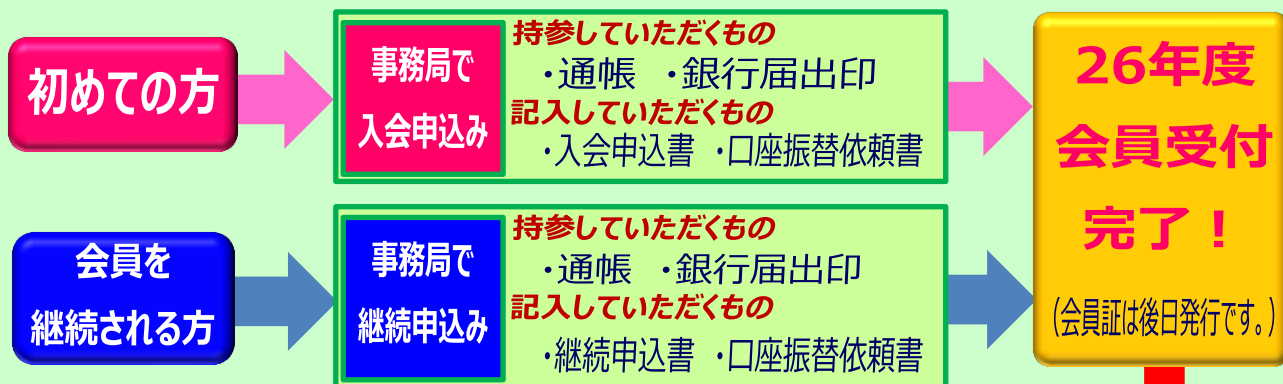 初めての方
事務局で
入会申込み
持参していただくもの
・通帳 ・銀行届出印
記入していただくもの
・入会申込書 ・口座振替依頼書
会員を
継続される方
事務局で
継続申込み
持参していただくもの
・通帳 ・銀行届出印
記入していただくもの
・継続申込書 ・口座振替依頼書
26年度
会員受付
完了！
(会員証は後日発行です。)